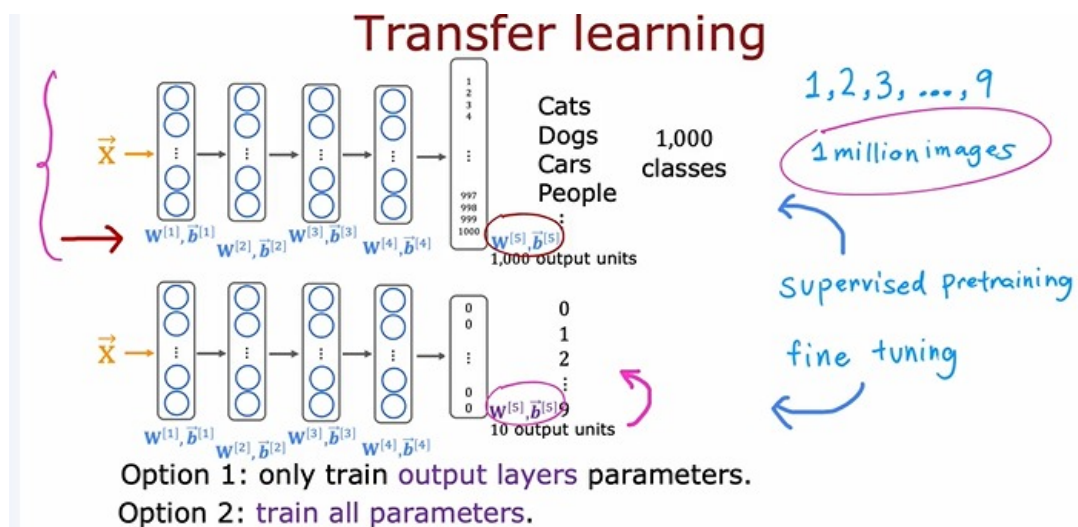 Transfer learning
1, 2, 3, ..., 9
1 million images
1
2
3
4
⋮
997
998
999
1000
Cats
Dogs
Cars
People
⋮
1,000
classes
x⃗
W[1], b⃗[1]
W[2], b⃗[2]
W[3], b⃗[3]
W[4], b⃗[4]
W[5], b⃗[5]
1,000 output units
supervised pretraining
fine tuning
x⃗
0
0
⋮
0
0
0
1
2
⋮
9
W[1], b⃗[1]
W[2], b⃗[2]
W[3], b⃗[3]
W[4], b⃗[4]
W[5], b⃗[5]
10 output units
Option 1: only train output layers parameters.
Option 2: train all parameters.